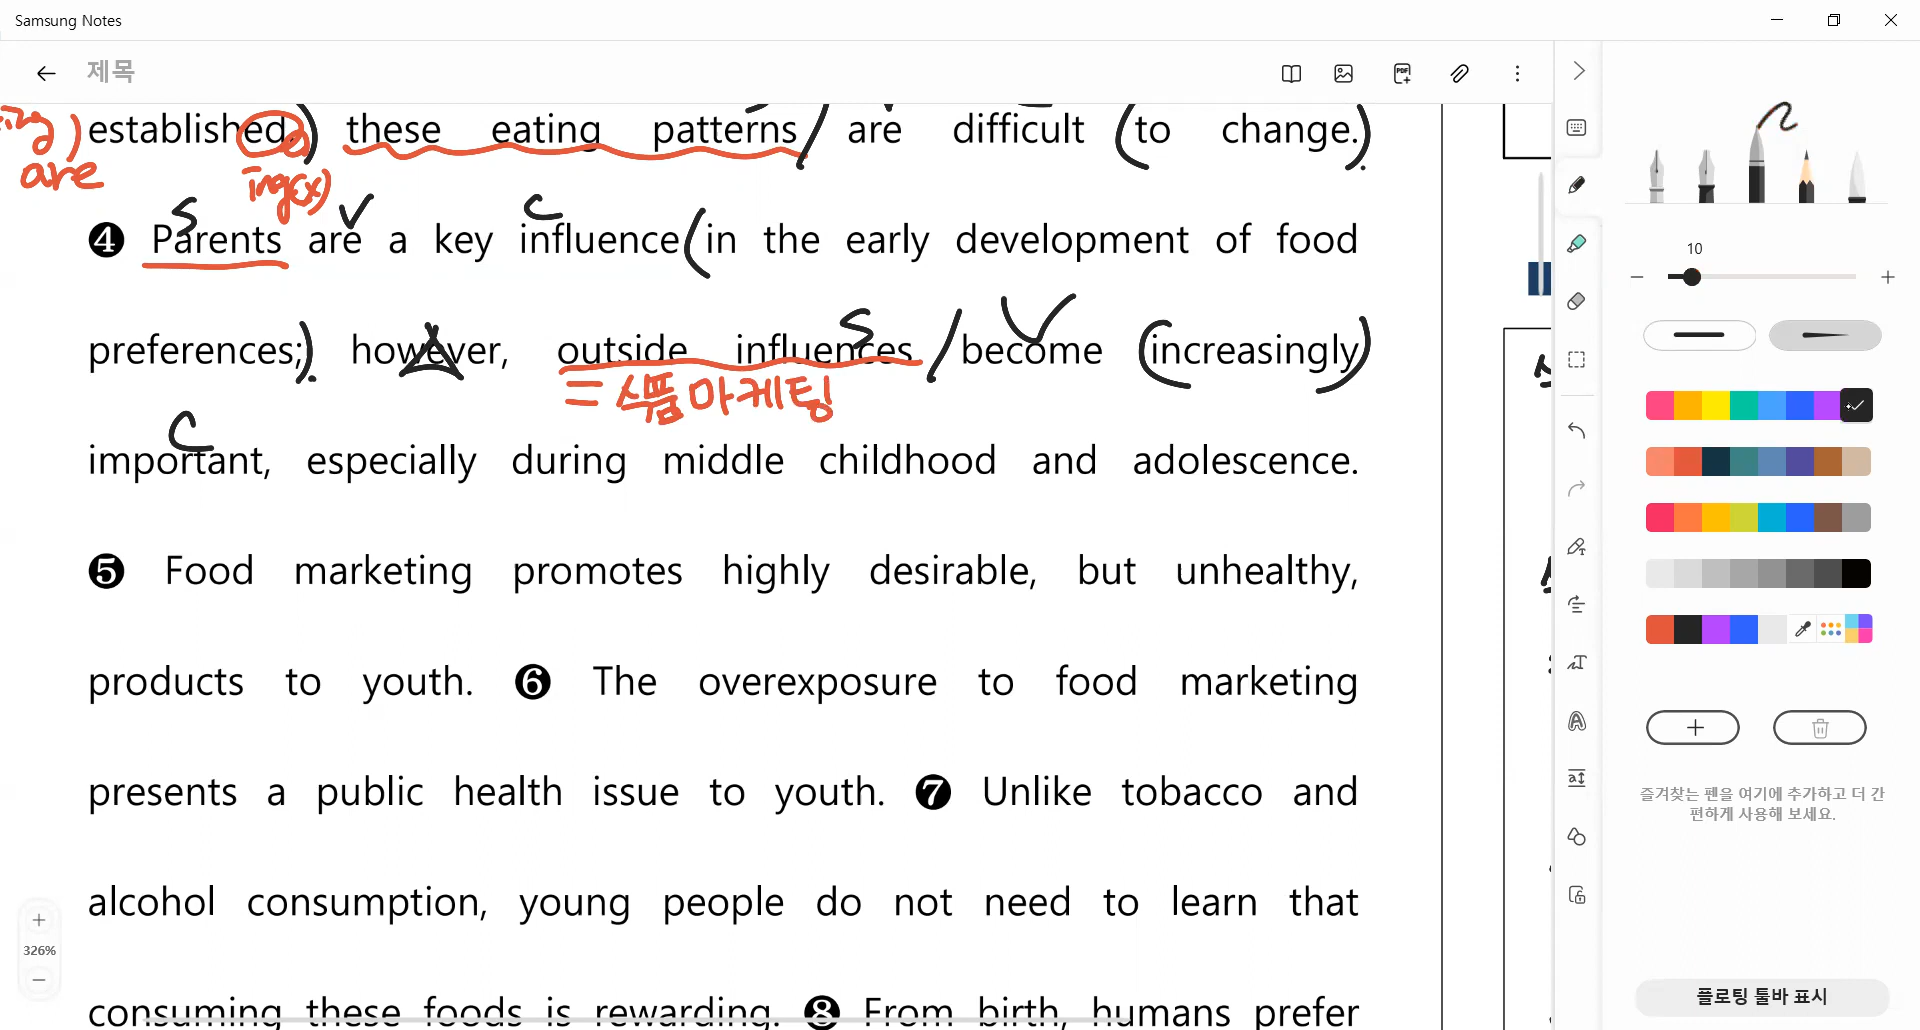 Samsung Notes
제목
established,) these eating patterns / are difficult (to change.)
are
ing(x)
S V C
❹ Parents are a key influence (in the early development of food
S V
preferences;) however, outside influences / become (increasingly)
= 식품 마케팅
C
important, especially during middle childhood and adolescence.
❺ Food marketing promotes highly desirable, but unhealthy,
products to youth. ❻ The overexposure to food marketing
presents a public health issue to youth. ❼ Unlike tobacco and
alcohol consumption, young people do not need to learn that
consuming these foods is rewarding. ❽ From birth, humans prefer
326%
PDF
10
즐겨찾는 펜을 여기에 추가하고 더 간
편하게 사용해 보세요.
플로팅 툴바 표시